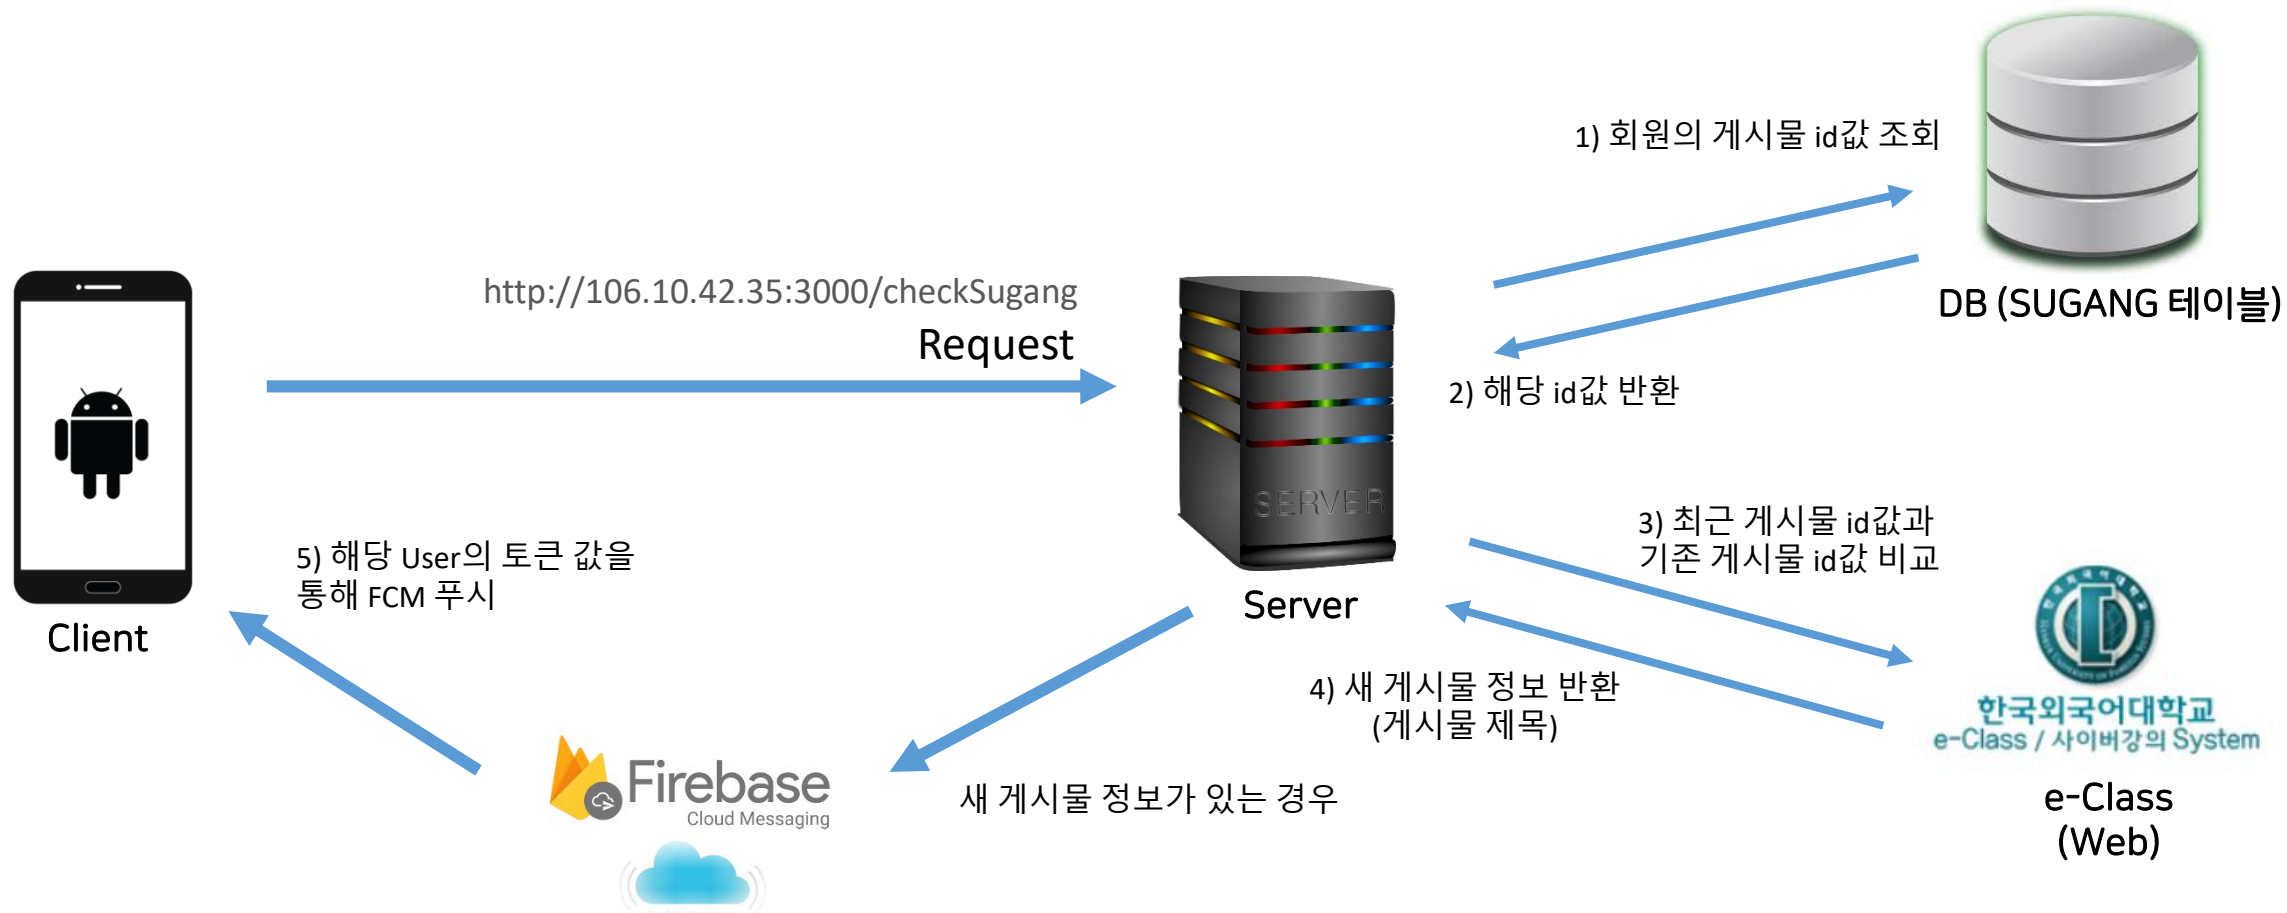 1) 회원의 게시물 id값 조회
DB (SUGANG 테이블)
http://106.10.42.35:3000/checkSugang
Request
2) 해당 id값 반환
SERVER
Server
3) 최근 게시물 id값과
기존 게시물 id값 비교
5) 해당 User의 토큰 값을
통해 FCM 푸시
Client
4) 새 게시물 정보 반환
(게시물 제목)
한국외국어대학교
e-Class / 사이버강의 System
e-Class
(Web)
Firebase
Cloud Messaging
새 게시물 정보가 있는 경우